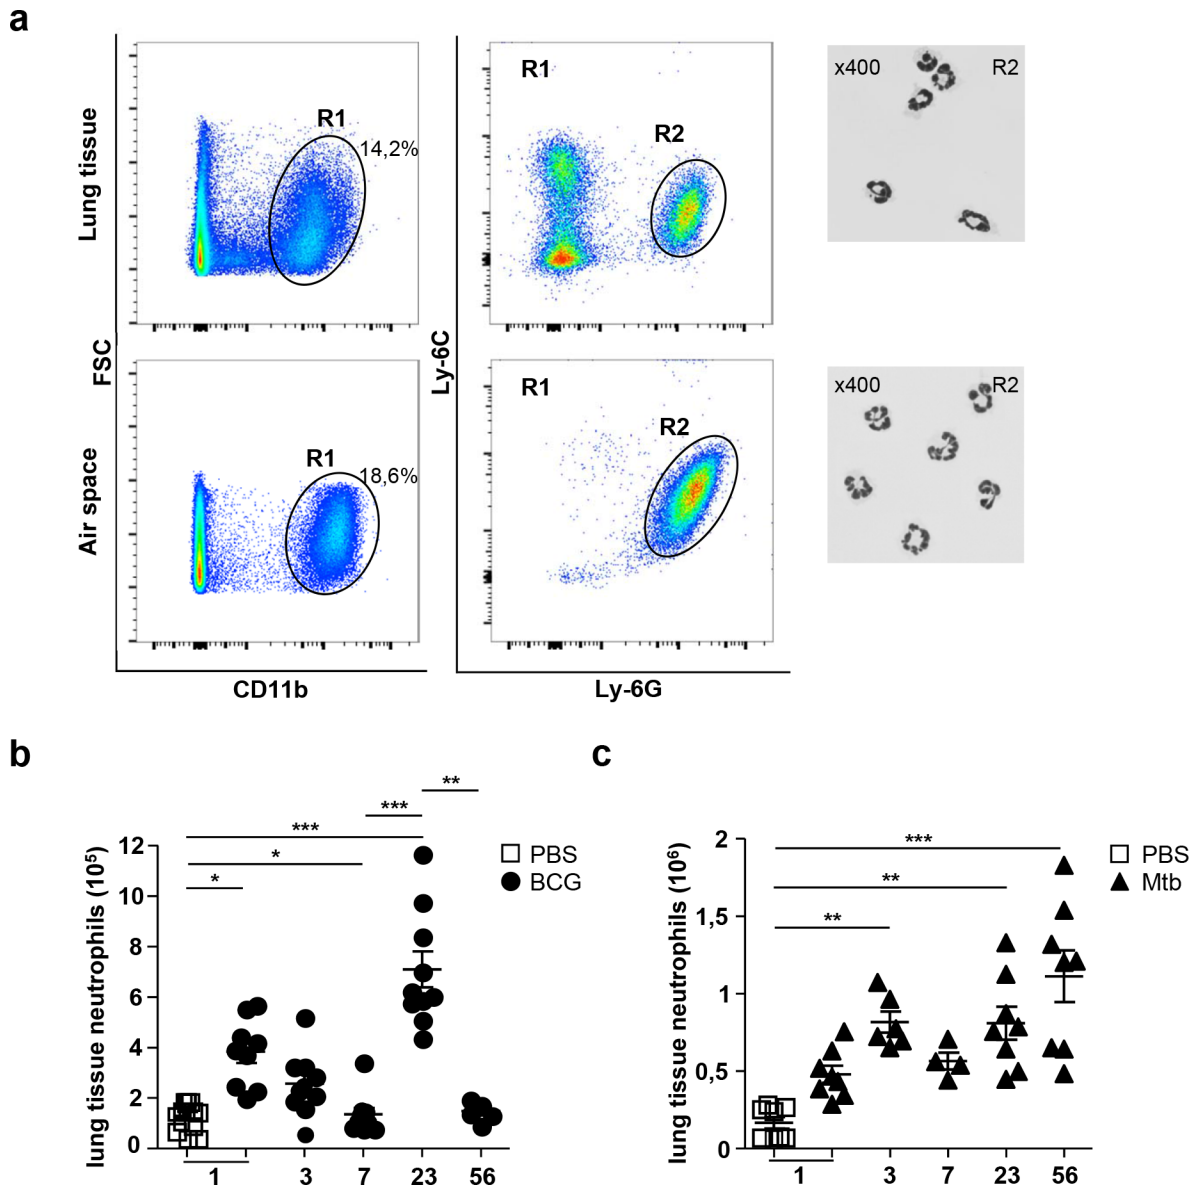 a
Lung tissue
R1
14,2%
R1
R2
x400
R2
FSC
Ly-6C
Air space
R1
18,6%
R1
R2
x400
R2
CD11b
Ly-6G
b
lung tissue neutrophils (10⁵)
12
10
8
6
4
2
0
**
***
***
*
*
PBS
BCG
1
3
7
23
56
c
lung tissue neutrophils (10⁶)
2
1,5
1
0,5
0
***
**
**
PBS
Mtb
1
3
7
23
56